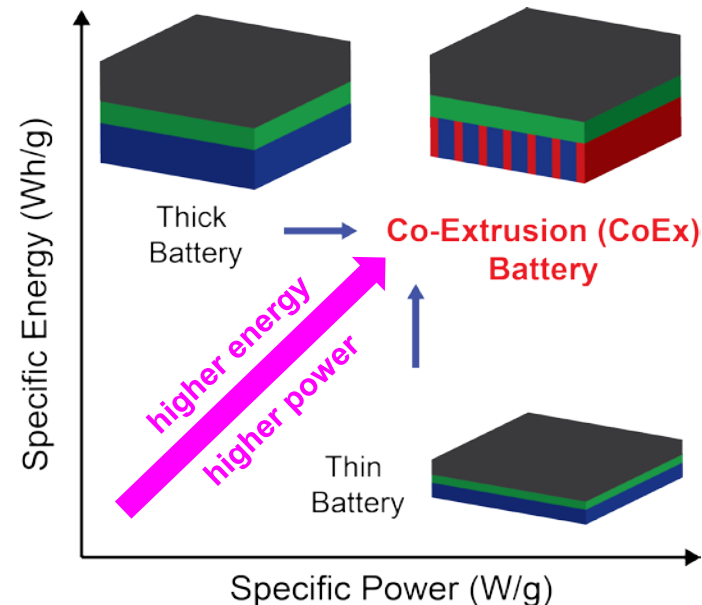 Specific Energy (Wh/g)
Thick
Battery
Co-Extrusion (CoEx)
Battery
higher energy
higher power
Thin
Battery
Specific Power (W/g)